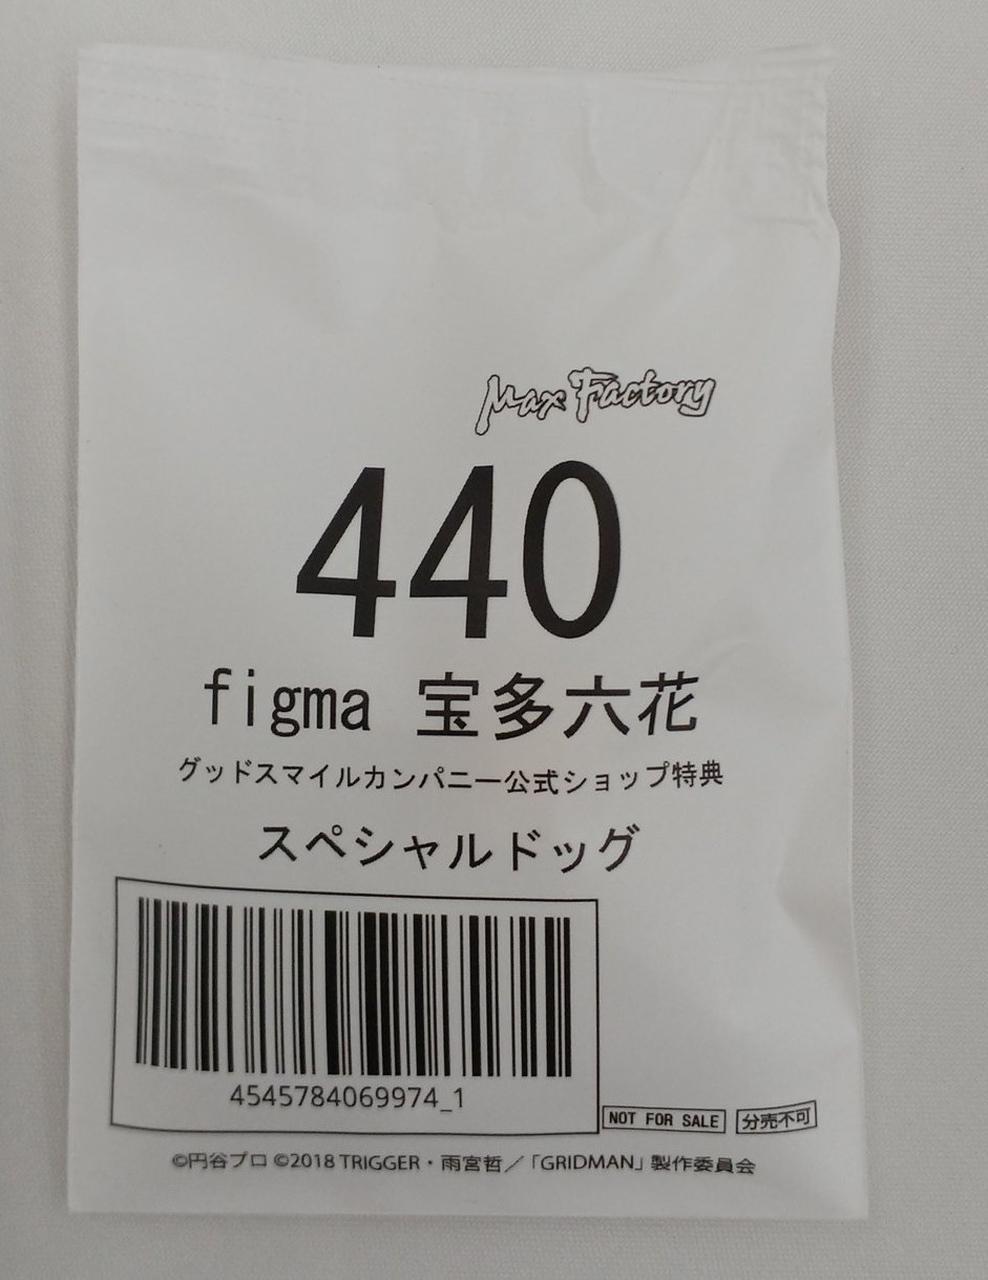 Max Factory
440
figma 宝多六花
グッドスマイルカンパニー公式ショップ特典
スペシャルドッグ
4545784069974_1
NOT FOR SALE 分売不可
©円谷プロ ©2018 TRIGGER・雨宮哲／「GRIDMAN」製作委員会